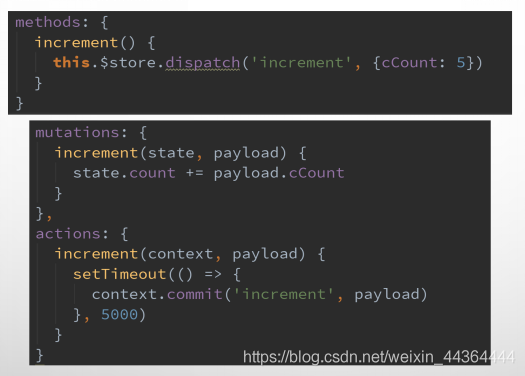 methods: {
  increment() {
    this.$store.dispatch('increment', {cCount: 5})
  }
}
mutations: {
  increment(state, payload) {
    state.count += payload.cCount
  }
},
actions: {
  increment(context, payload) {
    setTimeout(() => {
      context.commit('increment', payload)
    }, 5000)
  }
}
https://blog.csdn.net/weixin_44364444